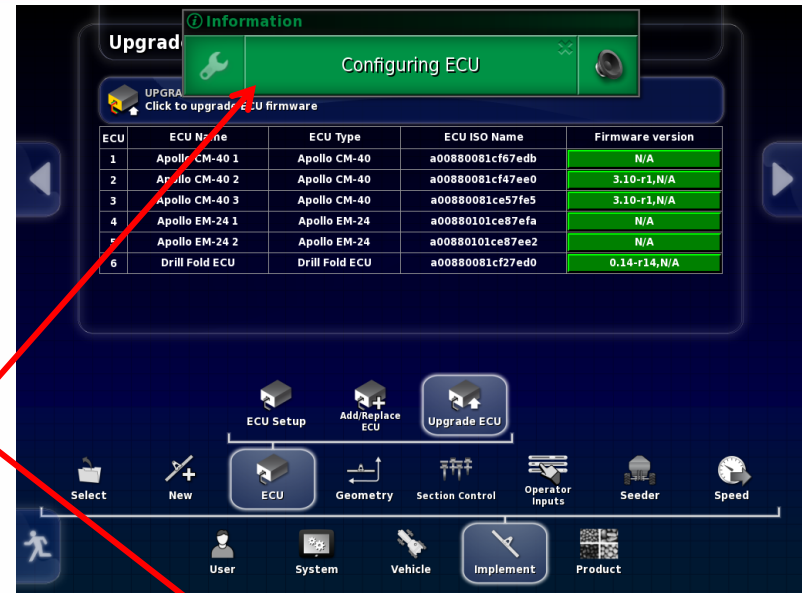 Information
Upgrad
Configuring ECU
UPGRA
Click to upgrade ECU firmware
ECU ECU Name ECU Type ECU ISO Name Firmware version
1 Apollo CM-40 1 Apollo CM-40 a00880081cf67edb N/A
2 Apollo CM-40 2 Apollo CM-40 a00880081cf47ee0 3.10-r1,N/A
3 Apollo CM-40 3 Apollo CM-40 a00880081ce57fe5 3.10-r1,N/A
4 Apollo EM-24 1 Apollo EM-24 a00880101ce87efa N/A
5 Apollo EM-24 2 Apollo EM-24 a00880101ce87ee2 N/A
6 Drill Fold ECU Drill Fold ECU a00880081cf27ed0 0.14-r14,N/A
ECU Setup Add/Replace ECU Upgrade ECU
Select New ECU Geometry Section Control Operator Inputs Seeder Speed
User System Vehicle Implement Product